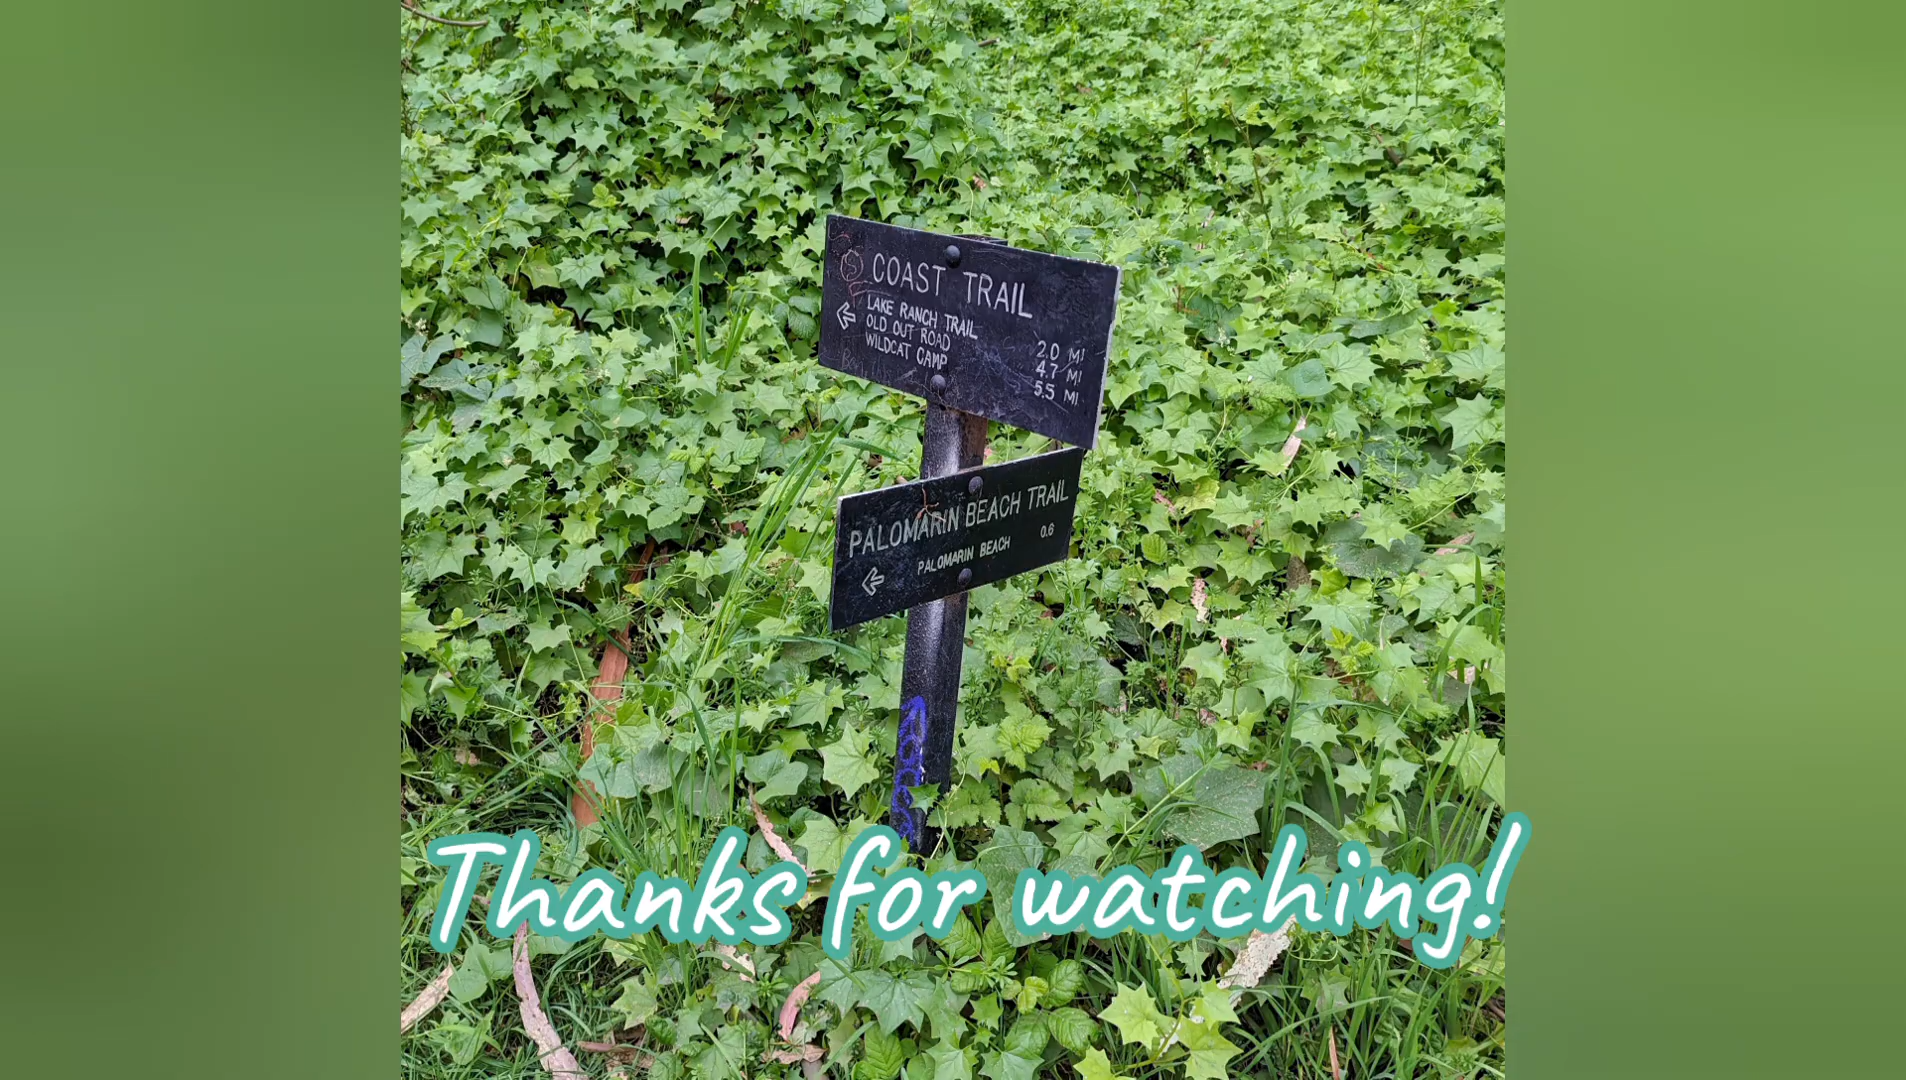 COAST TRAIL
LAKE RANCH TRAIL 2.0 MI
OLD OUT ROAD 4.7 MI
WILDCAT CAMP 5.5 MI
PALOMARIN BEACH TRAIL
PALOMARIN BEACH 0.6
Thanks for watching!